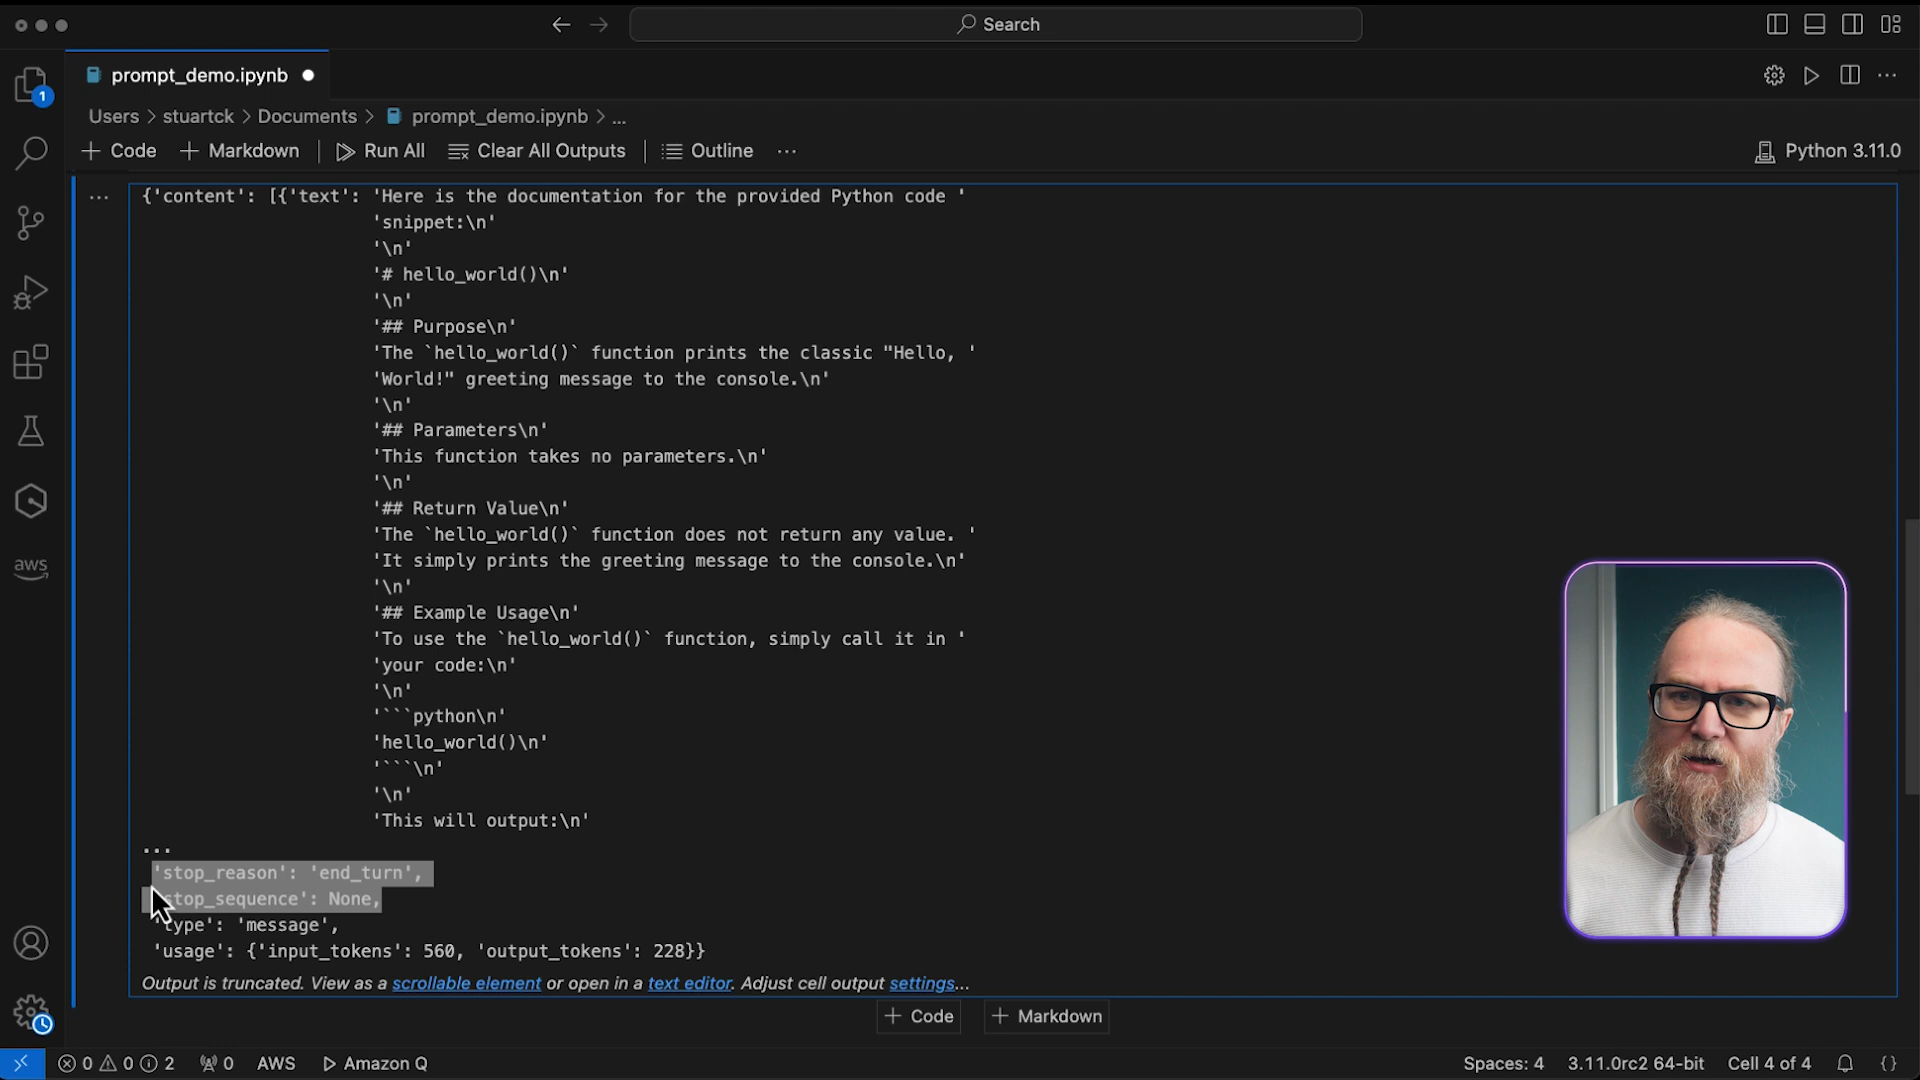 Search
prompt_demo.ipynb
1
Users > stuartck > Documents > prompt_demo.ipynb > ...
+ Code + Markdown Run All Clear All Outputs Outline ...
Python 3.11.0
... {'content': [{'text': 'Here is the documentation for the provided Python code '
'snippet:\n'
'\n'
'# hello_world()\n'
'\n'
'## Purpose\n'
'The `hello_world()` function prints the classic "Hello, '
'World!" greeting message to the console.\n'
'\n'
'## Parameters\n'
'This function takes no parameters.\n'
'\n'
'## Return Value\n'
'The `hello_world()` function does not return any value. '
'It simply prints the greeting message to the console.\n'
'\n'
'## Example Usage\n'
'To use the `hello_world()` function, simply call it in '
'your code:\n'
'\n'
'```python\n'
'hello_world()\n'
'```\n'
'\n'
'This will output:\n'
...
'stop_reason': 'end_turn',
stop_sequence': None,
'type': 'message',
'usage': {'input_tokens': 560, 'output_tokens': 228}}
Output is truncated. View as a scrollable element or open in a text editor. Adjust cell output settings...
+ Code + Markdown
aws
0 0 2 0 AWS Amazon Q
Spaces: 4 3.11.0rc2 64-bit Cell 4 of 4 {}